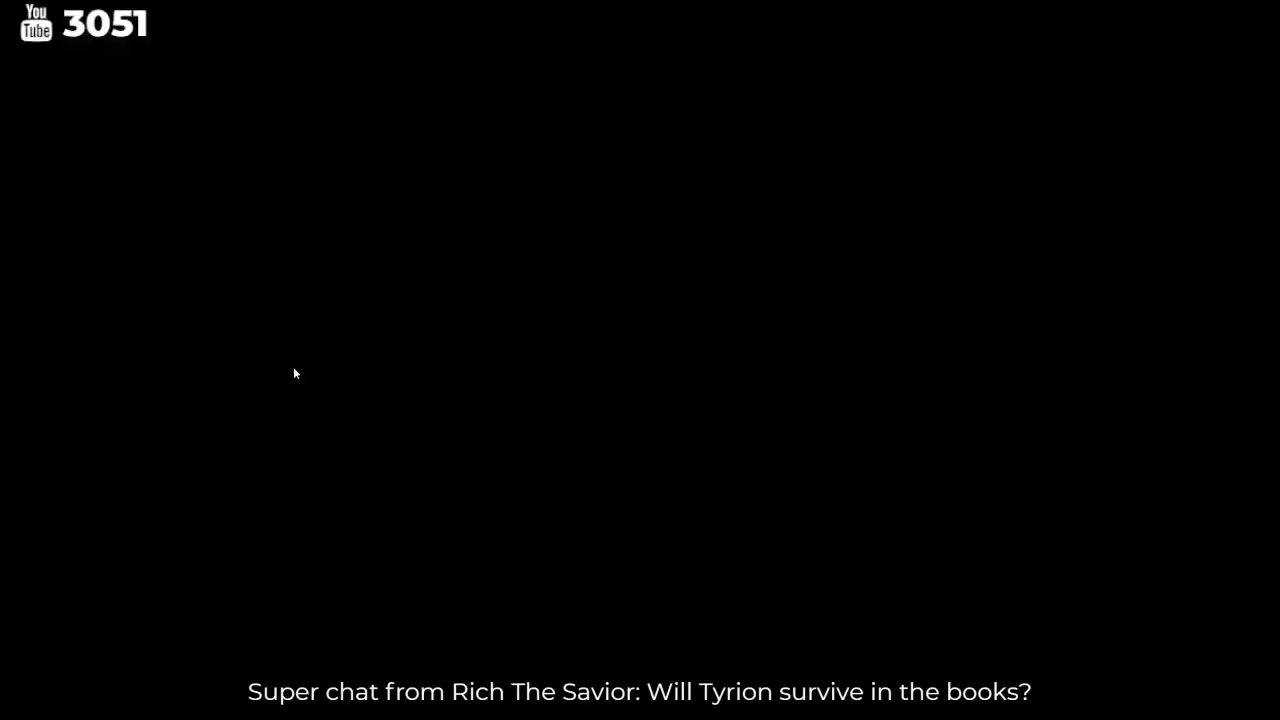 You
Tube
3051
Super chat from Rich The Savior: Will Tyrion survive in the books?